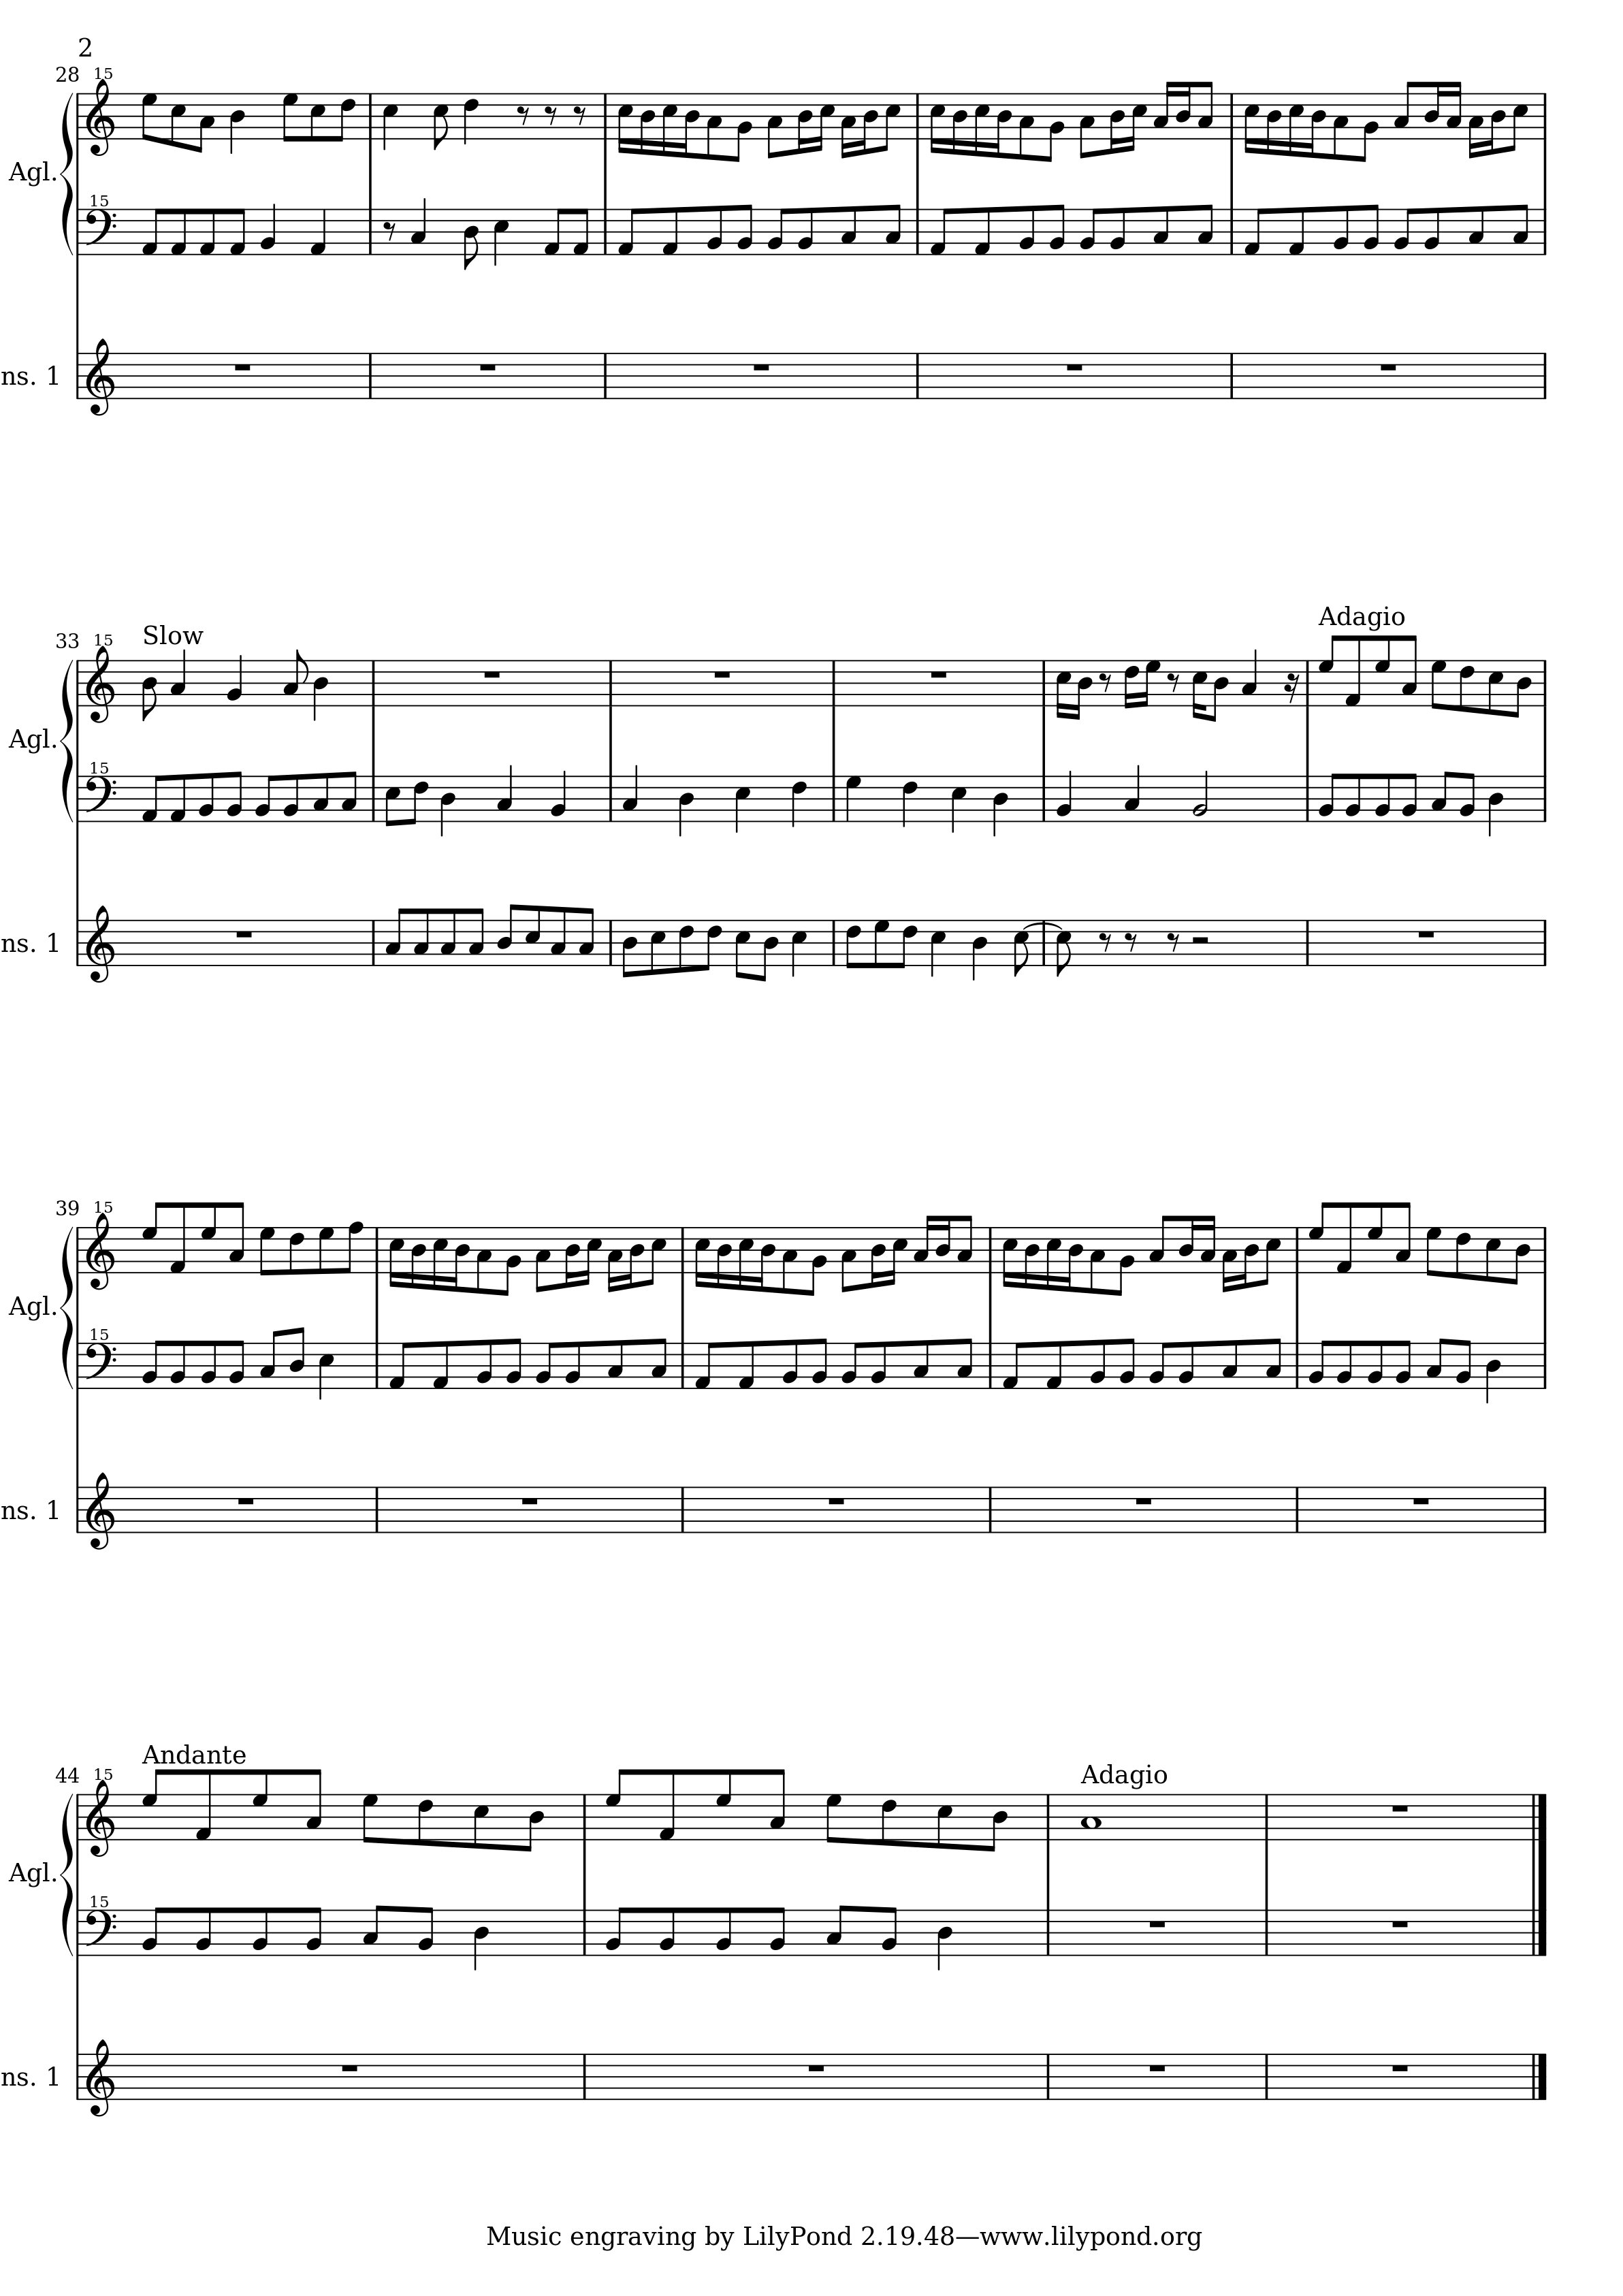 2
28 15
Agl.
15
ns. 1
Slow
Adagio
33 15
Agl.
15
ns. 1
39 15
Agl.
15
ns. 1
Andante
Adagio
44 15
Agl.
15
ns. 1
Music engraving by LilyPond 2.19.48—www.lilypond.org